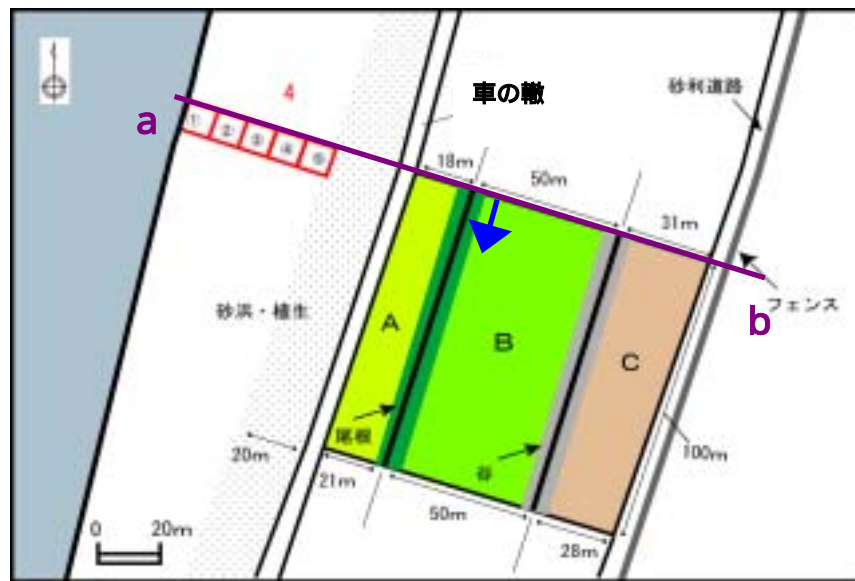 4
車の轍
砂利道路
a
① ② ③ ④ ⑤
18m
50m
31m
フェンス
b
砂浜・植生
A
B
C
尾根
谷
20m
21m
50m
28m
100m
0 20m